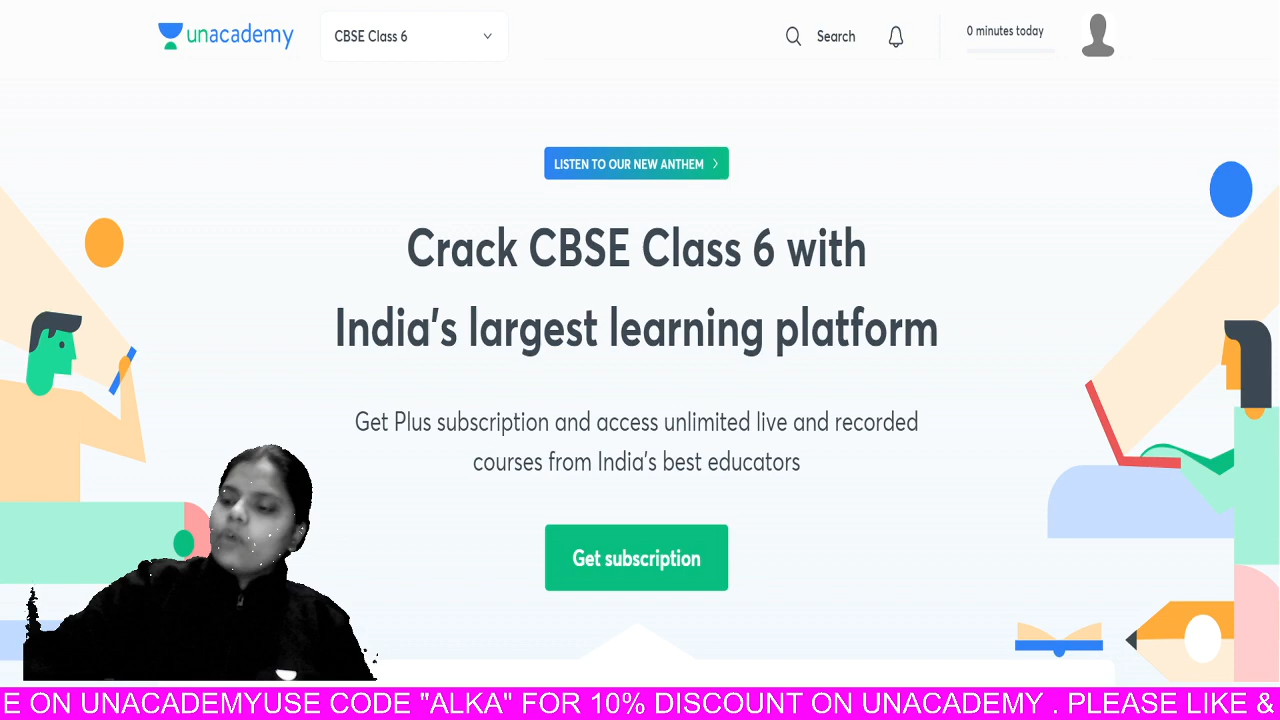 unacademy
CBSE Class 6
Search
0 minutes today
LISTEN TO OUR NEW ANTHEM
Crack CBSE Class 6 with
India's largest learning platform
Get Plus subscription and access unlimited live and recorded
courses from India's best educators
Get subscription
E ON UNACADEMYUSE CODE "ALKA" FOR 10% DISCOUNT ON UNACADEMY . PLEASE LIKE &